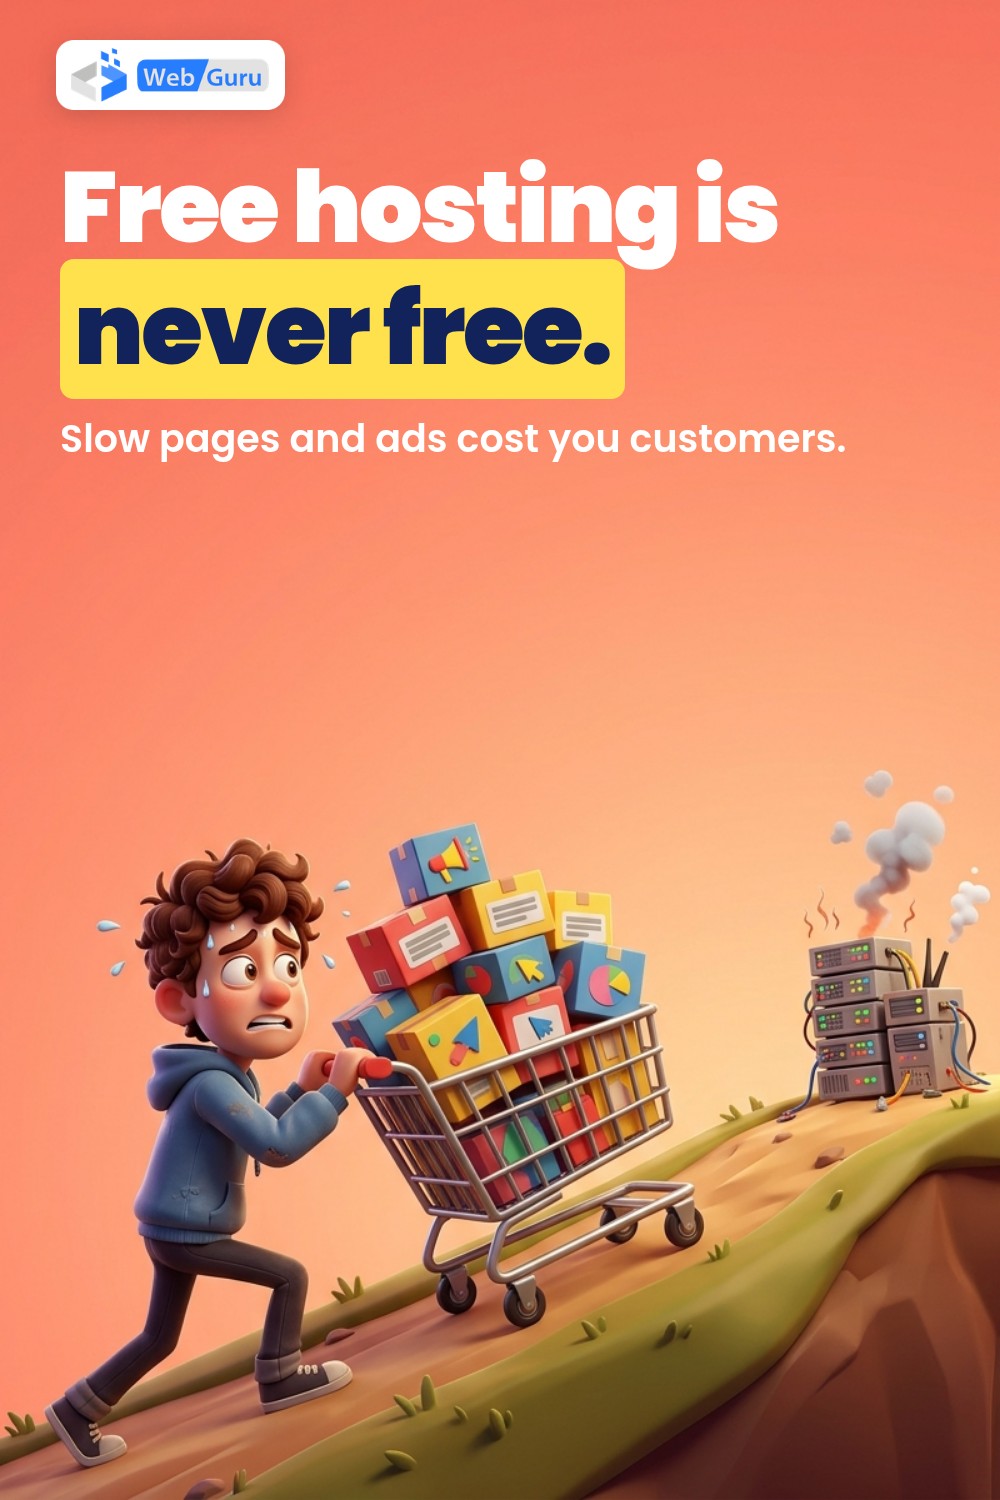 Web Guru
Free hosting is
never free.
Slow pages and ads cost you customers.